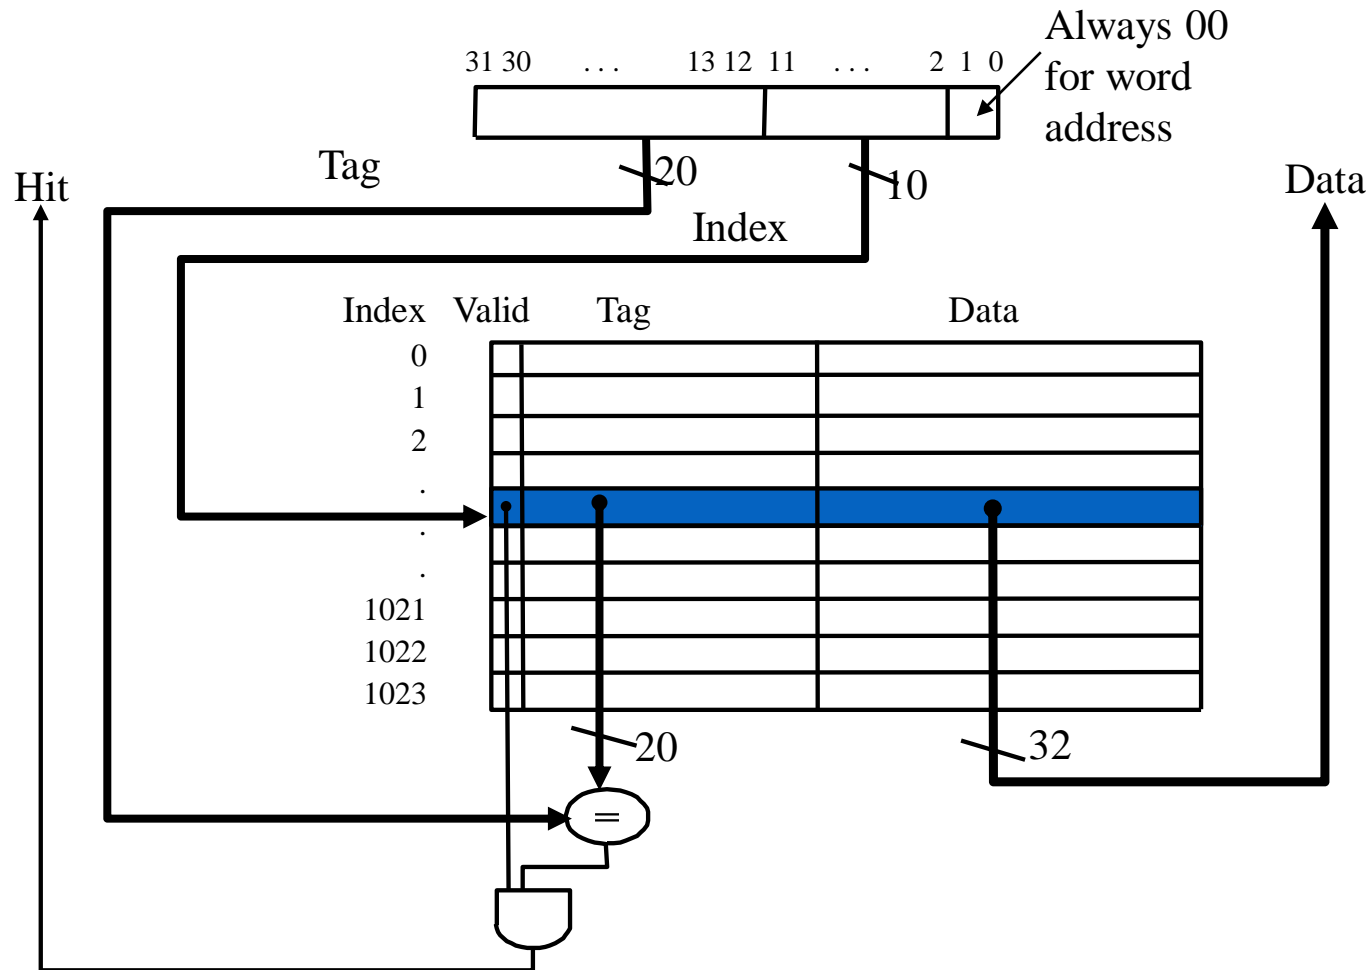 Always 00
for word
address
31 30 ... 13 12 11 ... 2 1 0
Tag
20
10
Hit
Data
Index
Index Valid Tag Data
0
1
2
.
.
.
1021
1022
1023
20
32
=